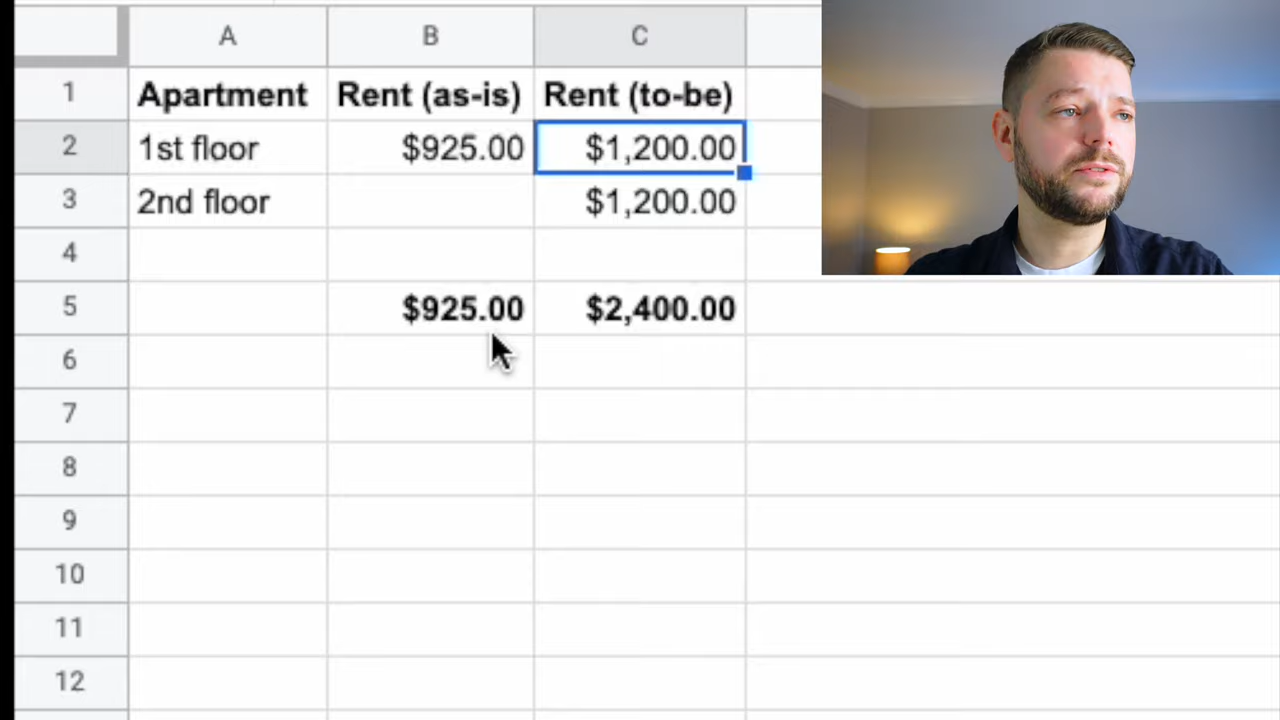 A B C
1 Apartment Rent (as-is) Rent (to-be)
2 1st floor $925.00 $1,200.00
3 2nd floor $1,200.00
4
5 $925.00 $2,400.00
6
7
8
9
10
11
12